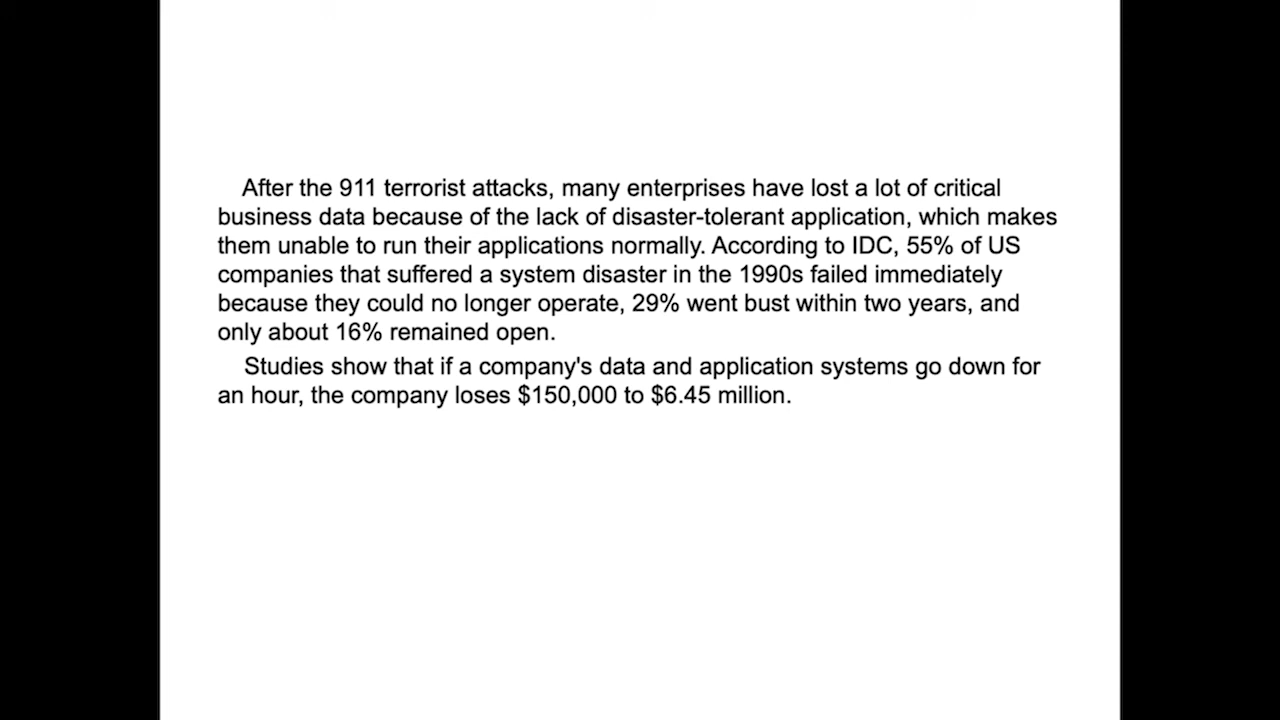 After the 911 terrorist attacks, many enterprises have lost a lot of critical
business data because of the lack of disaster-tolerant application, which makes
them unable to run their applications normally. According to IDC, 55% of US
companies that suffered a system disaster in the 1990s failed immediately
because they could no longer operate, 29% went bust within two years, and
only about 16% remained open.
Studies show that if a company's data and application systems go down for
an hour, the company loses $150,000 to $6.45 million.